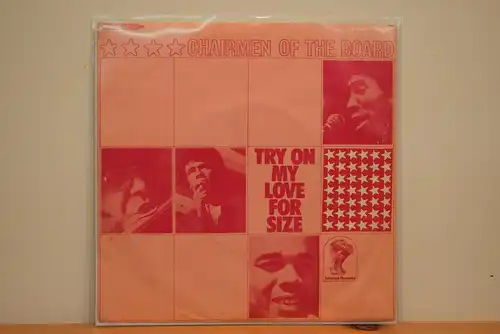 CHAIRMEN OF THE BOARD
TRY ON
MY
LOVE
FOR
SIZE